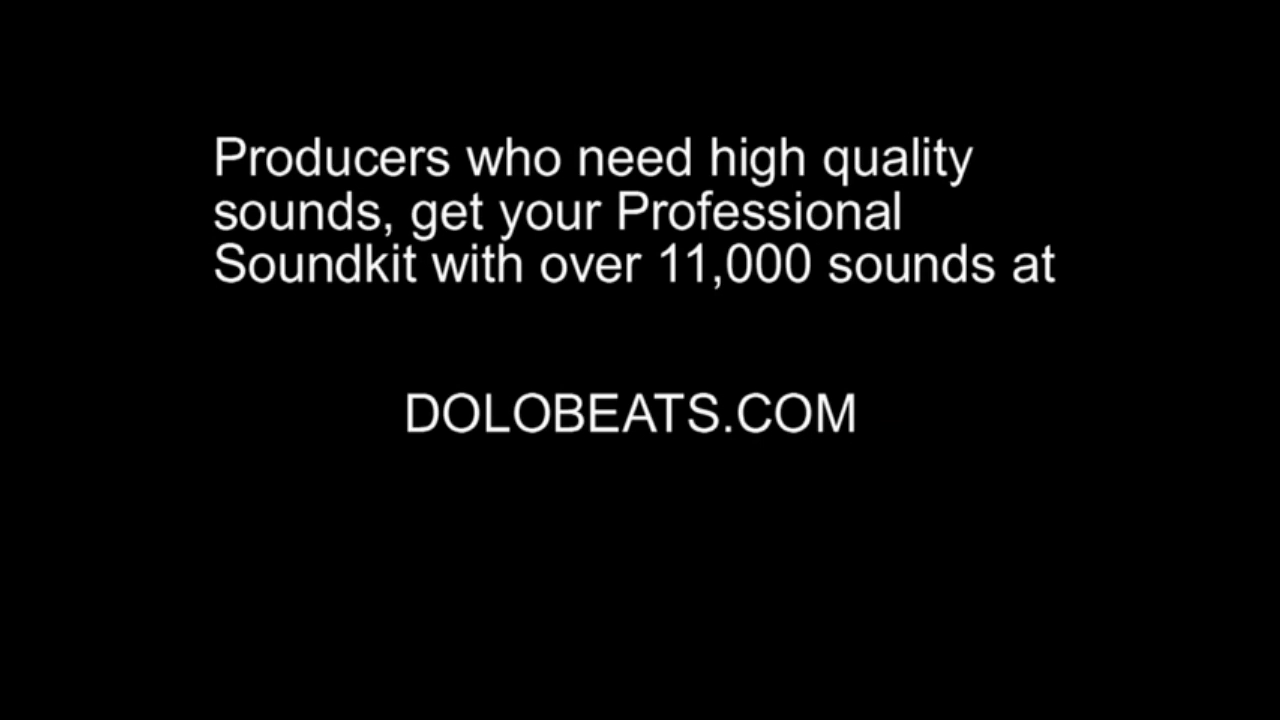 Producers who need high quality
sounds, get your Professional
Soundkit with over 11,000 sounds at
DOLOBEATS.COM